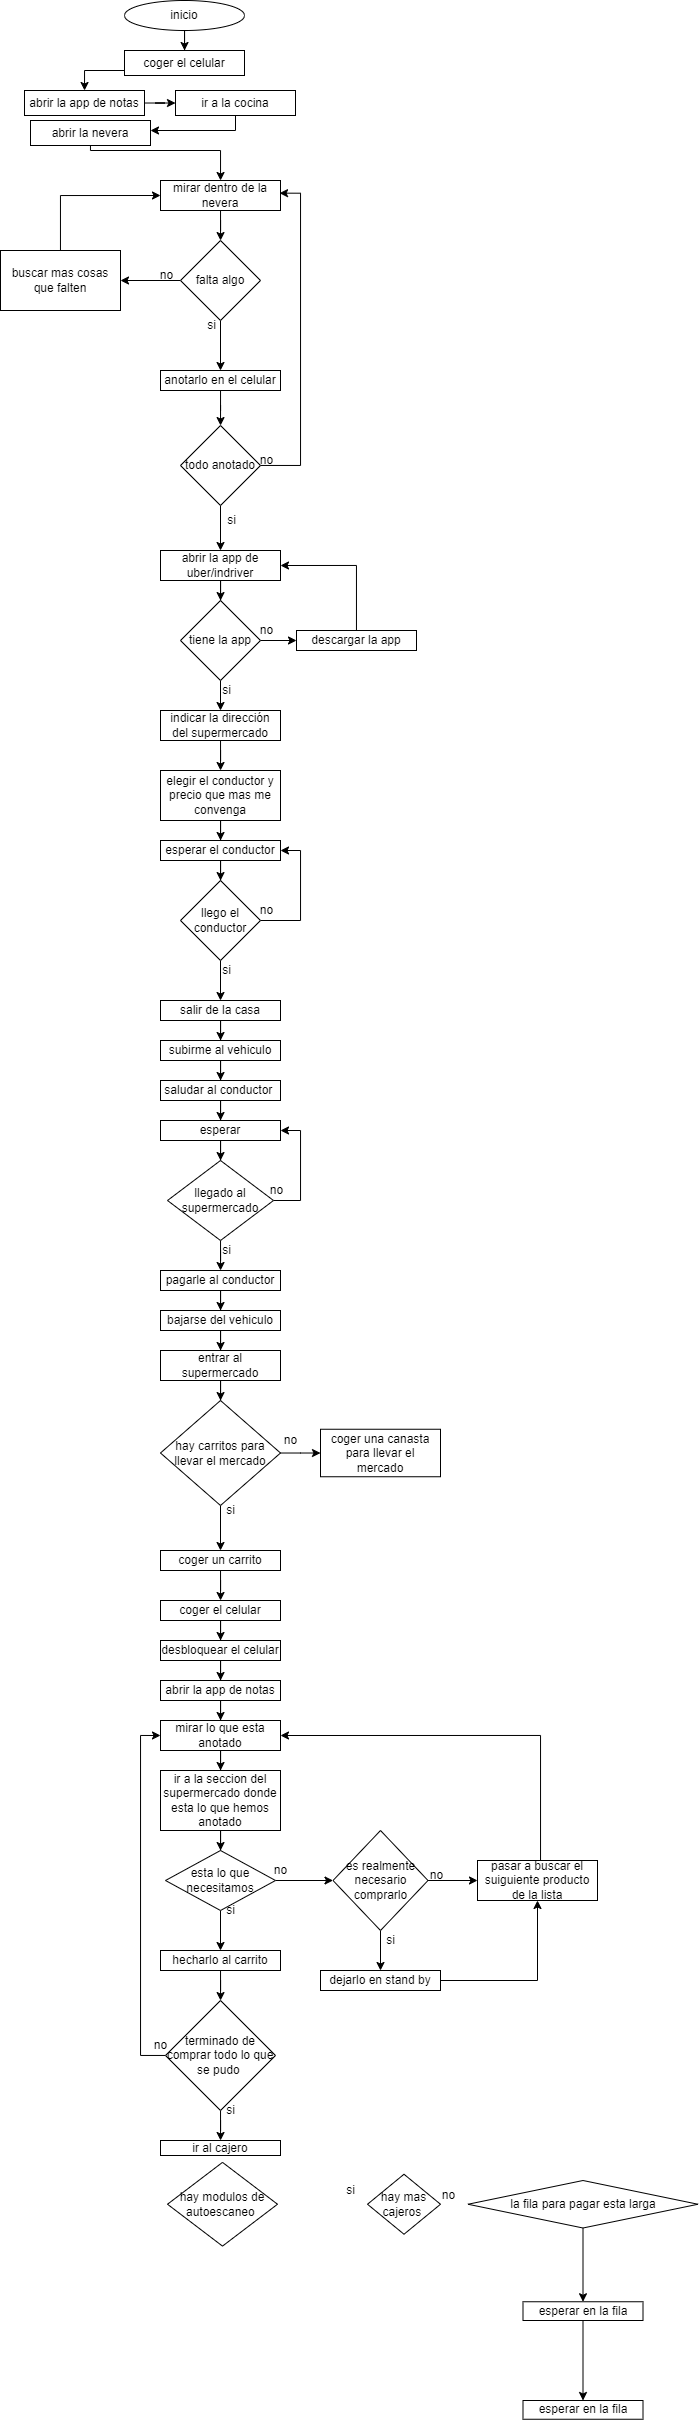 inicio
coger el celular
abrir la app de notas
ir a la cocina
abrir la nevera
mirar dentro de la
nevera
falta algo
no
buscar mas cosas
que falten
si
anotarlo en el celular
todo anotado
no
si
abrir la app de
uber/indriver
tiene la app
no
descargar la app
si
indicar la dirección
del supermercado
elegir el conductor y
precio que mas me
convenga
esperar el conductor
llego el
conductor
no
si
salir de la casa
subirme al vehiculo
saludar al conductor
esperar
llegado al
supermercado
no
si
pagarle al conductor
bajarse del vehiculo
entrar al
supermercado
hay carritos para
llevar el mercado
no
coger una canasta
para llevar el
mercado
si
coger un carrito
coger el celular
desbloquear el celular
abrir la app de notas
mirar lo que esta
anotado
ir a la seccion del
supermercado donde
esta lo que hemos
anotado
esta lo que
necesitamos
no
es realmente
necesario
comprarlo
no
pasar a buscar el
suiguiente producto
de la lista
si
si
hecharlo al carrito
dejarlo en stand by
terminado de
comprar todo lo que
se pudo
no
si
ir al cajero
hay modulos de
autoescaneo
si
hay mas
cajeros
no
la fila para pagar esta larga
esperar en la fila
esperar en la fila